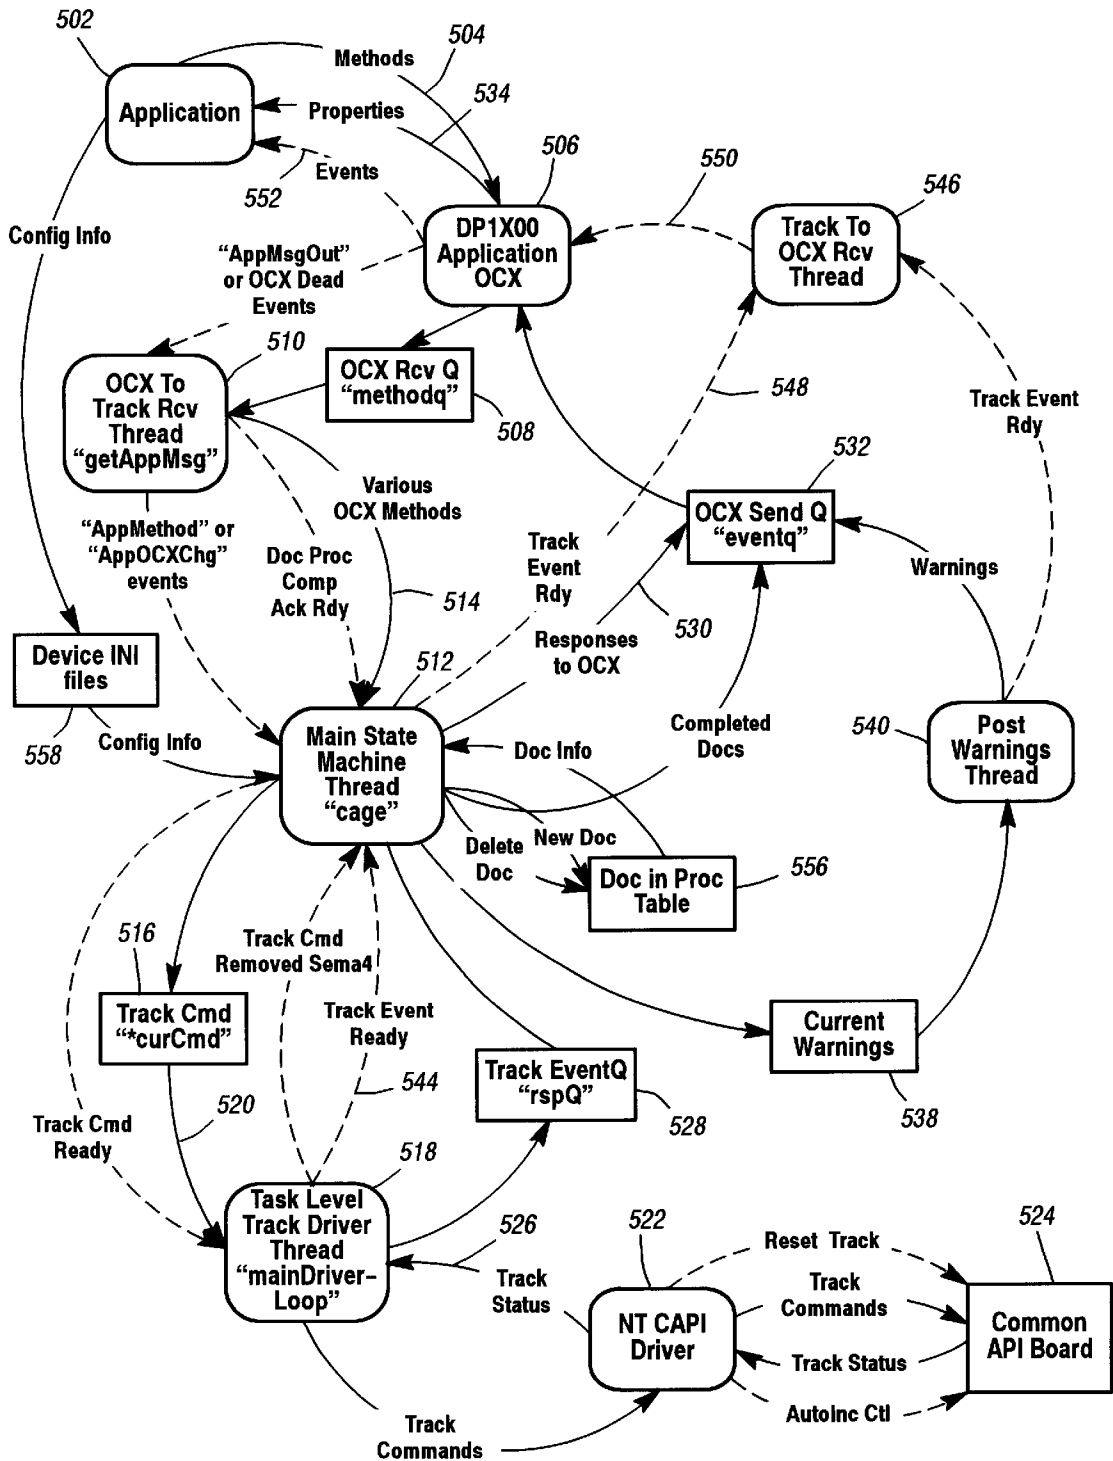 502
504
Methods
Application
Properties
534
506
552
Events
550
546
Config Info
DP1X00
Application
OCX
Track To
OCX Rcv
Thread
“AppMsgOut”
or OCX Dead
Events
510
OCX To
Track Rcv
Thread
“getAppMsg”
OCX Rcv Q
“methodq”
508
548
Track Event
Rdy
532
Various
OCX Methods
OCX Send Q
“eventq”
“AppMethod” or
“AppOCXChg”
events
Doc Proc
Comp
Ack Rdy
514
Track
Event
Rdy
Warnings
530
Responses
to OCX
Device INI
files
512
558
Config Info
Main State
Machine
Thread
“cage”
Doc Info
Completed
Docs
540
Post
Warnings
Thread
Delete
Doc
New Doc
Doc in Proc
Table
556
516
Track Cmd
Removed Sema4
Track Cmd
“*curCmd”
Track Event
Ready
Current
Warnings
538
Track EventQ
“rspQ”
528
544
520
Track Cmd
Ready
518
Task Level
Track Driver
Thread
“mainDriver–
Loop”
526
Track
Status
522
524
Reset Track
NT CAPI
Driver
Track
Commands
Common
API Board
Track Status
AutoInc Ctl
Track
Commands